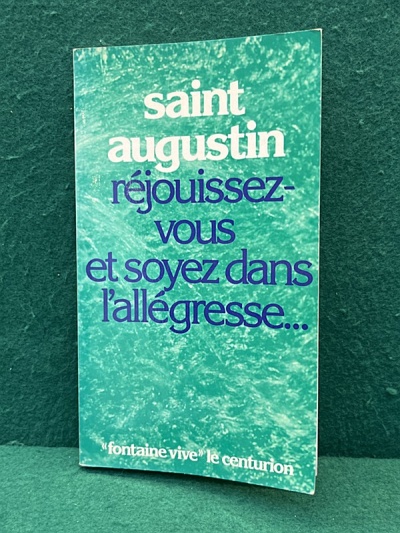 saint
augustin
réjouissez-
vous
et soyez dans
l'allégresse...
"fontaine vive" le centurion